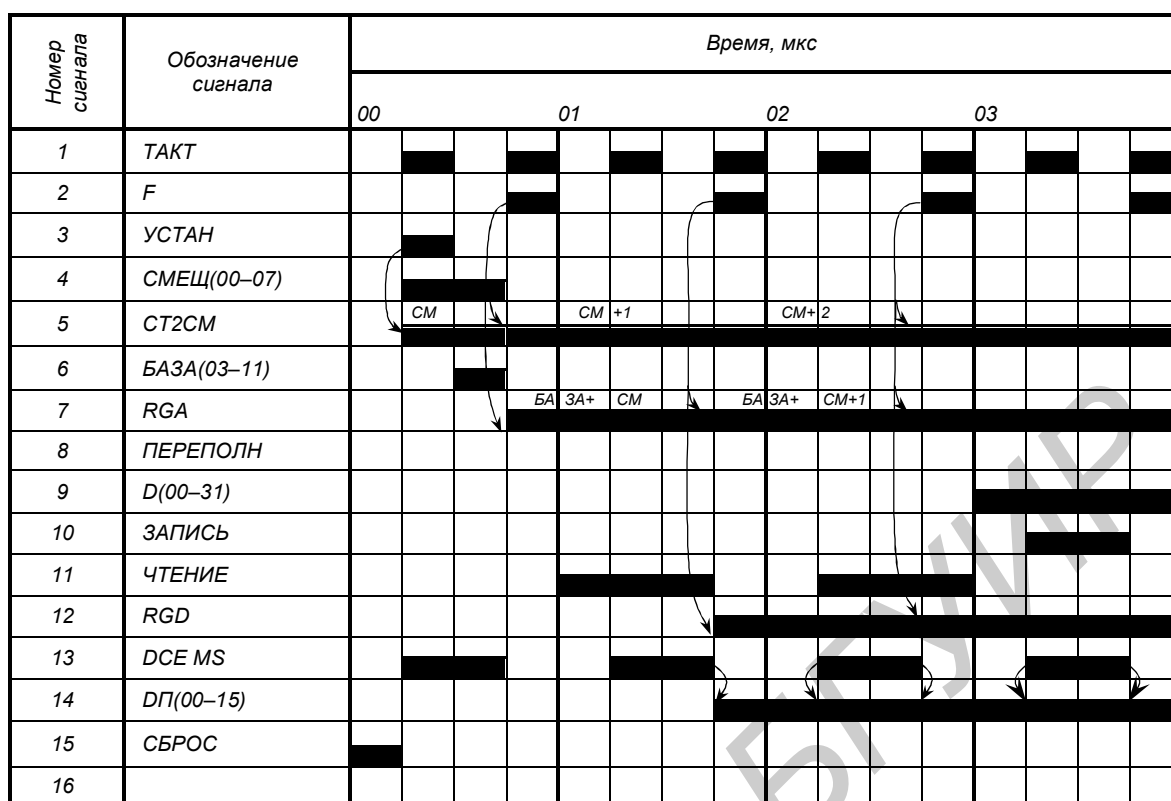 Номер сигнала
Обозначение сигнала
Время, мкс
00 01 02 03
1 ТАКТ
2 F
3 УСТАН
4 СМЕЩ(00–07)
СМ СМ +1 СМ+ 2
5 СТ2СМ
6 БАЗА(03–11)
БА ЗА+ СМ БА ЗА+ СМ+1
7 RGA
8 ПЕРЕПОЛН
9 D(00–31)
10 ЗАПИСЬ
11 ЧТЕНИЕ
12 RGD
13 DCE MS
14 DП(00–15)
15 СБРОС
16
БГУИР